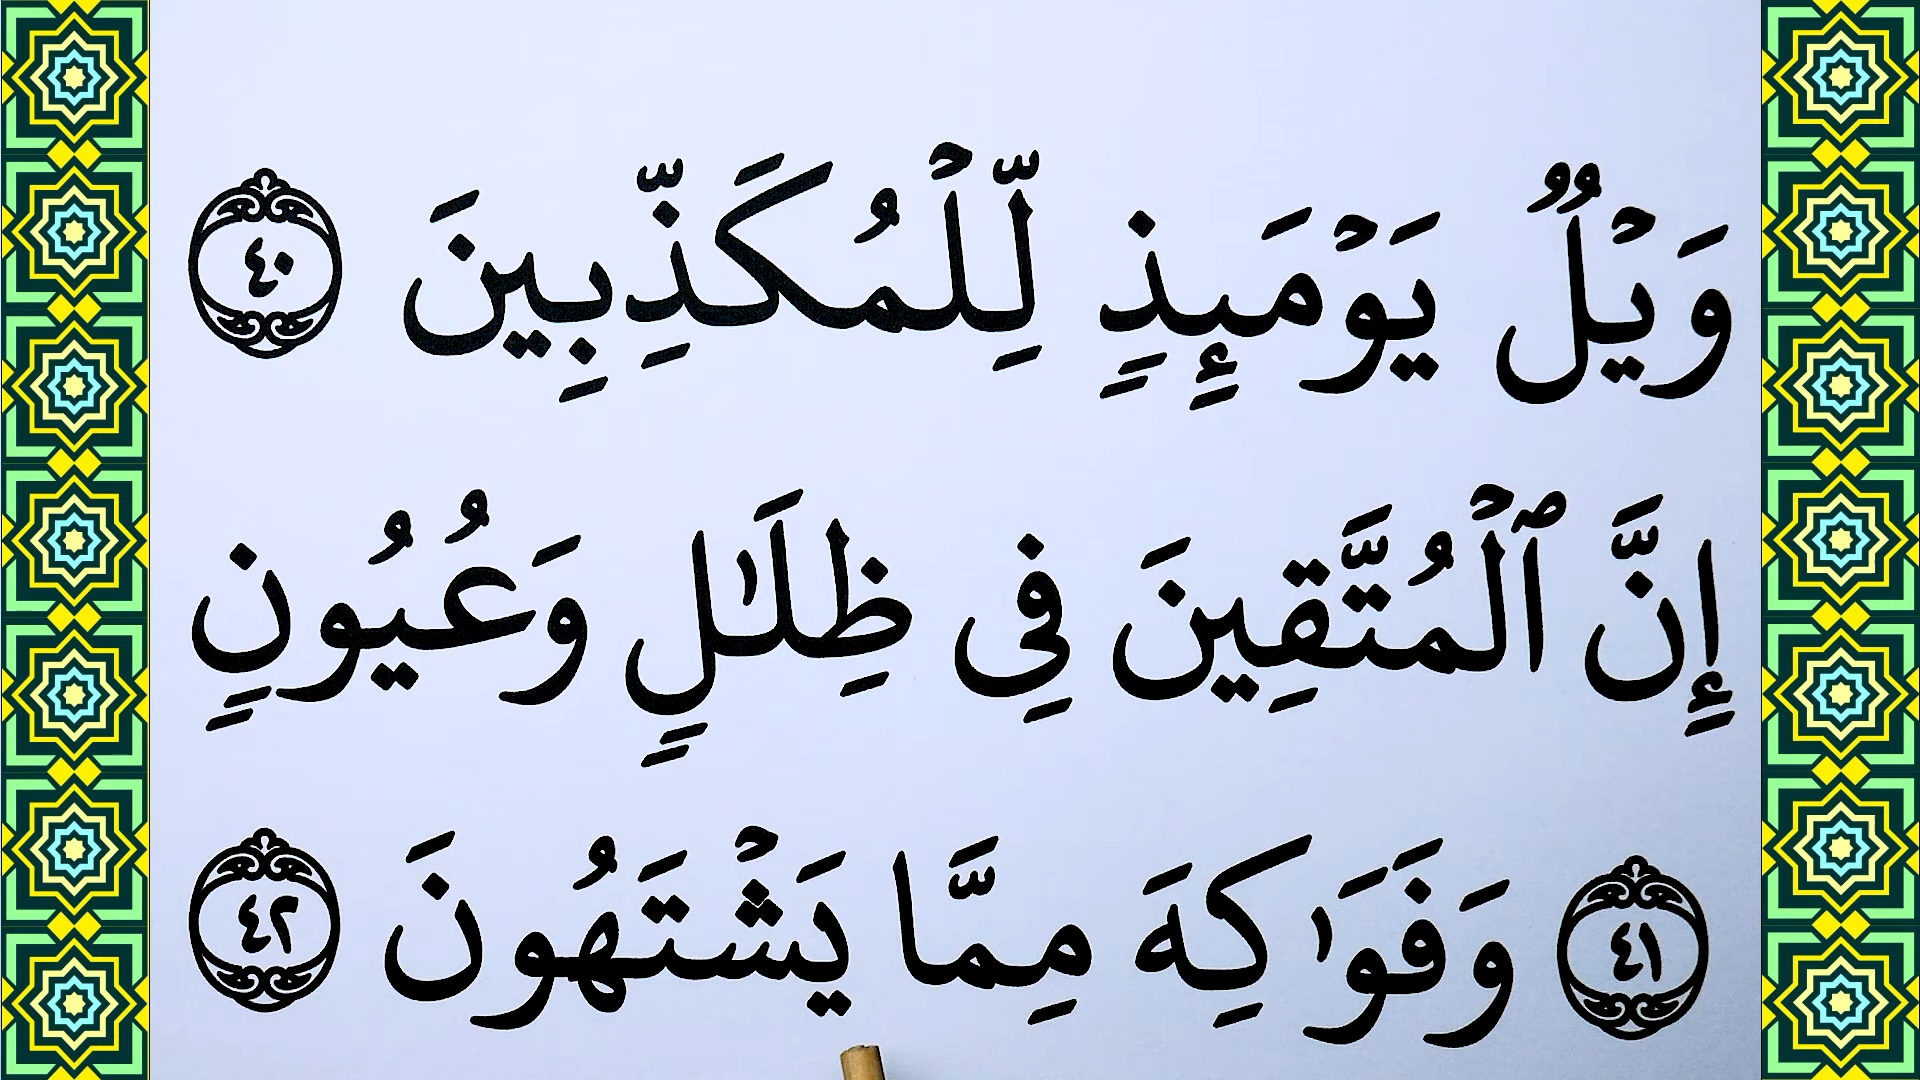 وَيْلٌ يَوْمَئِذٍ لِّلْمُكَذِّبِينَ ٤٠
إِنَّ ٱلْمُتَّقِينَ فِى ظِلَـٰلٍ وَعُيُونٍ
٤١ وَفَوَٰكِهَ مِمَّا يَشْتَهُونَ ٤٢